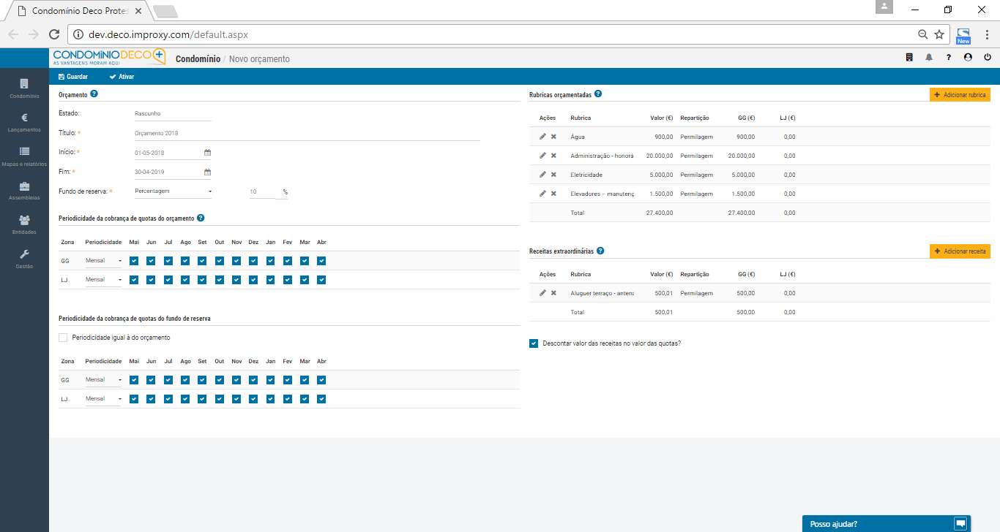 Condomínio Deco Protes
dev.deco.improxy.com/default.aspx
New
CONDOMÍNIO DECO+
AS VANTAGENS MORAM AQUI
Condomínio / Novo orçamento
?
Guardar Ativar
Condomínio
€
Lançamentos
Mapas e relatórios
Assembleias
Entidades
Gestão
Orçamento ?
Estado: Rascunho
Título: * Orçamento 2018
Início: * 01-05-2018
Fim: * 30-04-2019
Fundo de reserva: * Percentagem 10 %
Periodicidade da cobrança de quotas do orçamento ?
Zona Periodicidade Mai Jun Jul Ago Set Out Nov Dez Jan Fev Mar Abr
GG Mensal
LJ Mensal
Periodicidade da cobrança de quotas do fundo de reserva
Periodicidade igual à do orçamento
Zona Periodicidade Mai Jun Jul Ago Set Out Nov Dez Jan Fev Mar Abr
GG Mensal
LJ Mensal
Rubricas orçamentadas ?
+ Adicionar rubrica
Ações Rubrica Valor (€) Repartição GG (€) LJ (€)
Água 900,00 Permilagem 900,00 0,00
Administração - honorá 20.000,00 Permilagem 20.000,00 0,00
Eletricidade 5.000,00 Permilagem 5.000,00 0,00
Elevadores – manutenç 1.500,00 Permilagem 1.500,00 0,00
Total 27.400,00 27.400,00 0,00
Receitas extraordinárias ?
+ Adicionar receita
Ações Rubrica Valor (€) Repartição GG (€) LJ (€)
Aluguer terraço - antena 500,01 Permilagem 500,00 0,00
Total 500,01 500,00 0,00
Descontar valor das receitas no valor das quotas?
Posso ajudar?